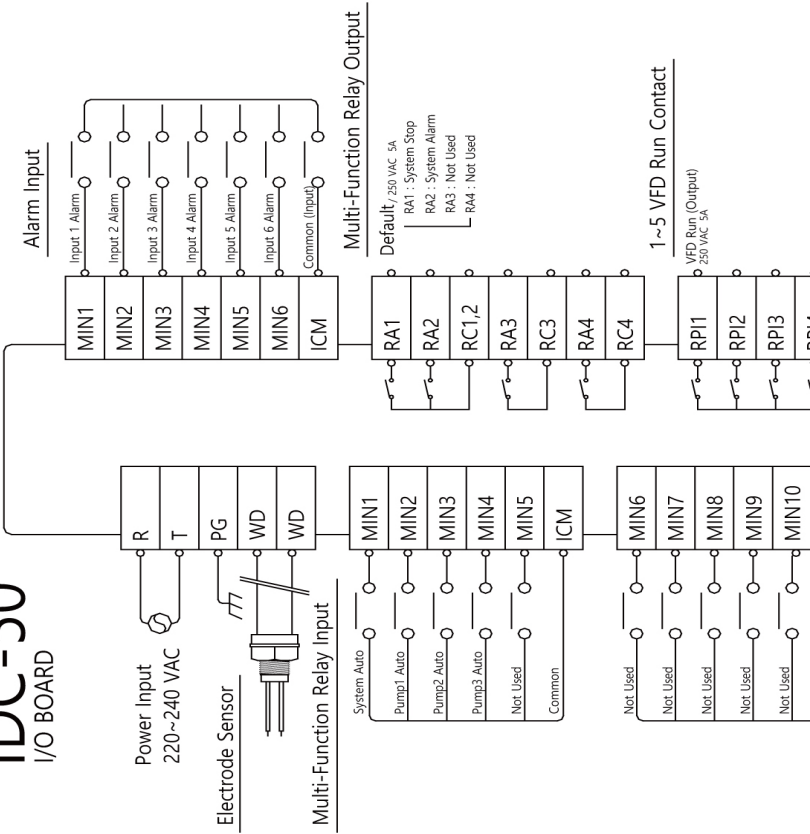 I/O BOARD
Power Input
220~240 VAC
R
T
PG
WD
WD
Electrode Sensor
Multi-Function Relay Input
System Auto
MIN1
Pump1 Auto
MIN2
Pump2 Auto
MIN3
Pump3 Auto
MIN4
Not Used
MIN5
Common
ICM
Not Used
MIN6
Not Used
MIN7
Not Used
MIN8
Not Used
MIN9
Not Used
MIN10
Alarm Input
MIN1
Input 1 Alarm
MIN2
Input 2 Alarm
MIN3
Input 3 Alarm
MIN4
Input 4 Alarm
MIN5
Input 5 Alarm
MIN6
Input 6 Alarm
ICM
Common (Input)
Multi-Function Relay Output
Default/ 250 VAC 5A
RA1 : System Stop
RA2 : System Alarm
RA3 : Not Used
RA4 : Not Used
RA1
RA2
RC1,2
RA3
RC3
RA4
RC4
1~5 VFD Run Contact
VFD Run (Output)
250 VAC 5A
RPI1
RPI2
RPI3